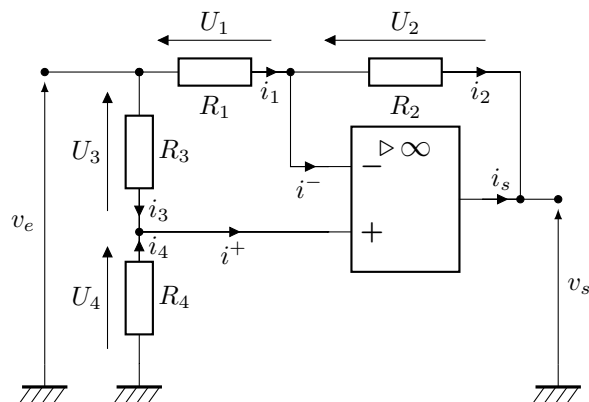 U₁ U₂
i₁ i₂
R₁ R₂
▷ ∞
U₃ R₃
−
i⁻
iₛ
i₃
vₑ
+
i₄ i⁺
U₄ R₄
vₛ